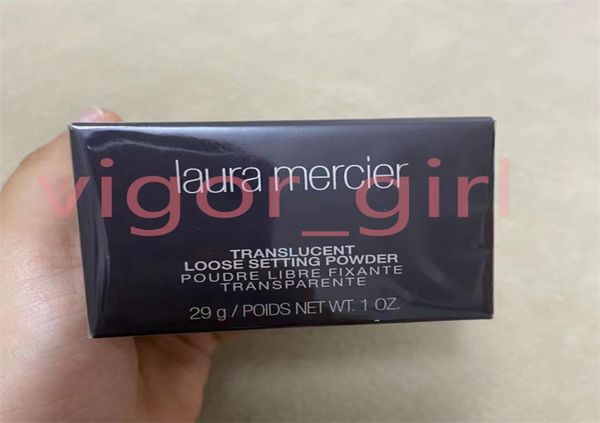 laura mercier
vigor_girl
TRANSLUCENT
LOOSE SETTING POWDER
POUDRE LIBRE FIXANTE
TRANSPARENTE
29 g / POIDS NET WT. 1 OZ.